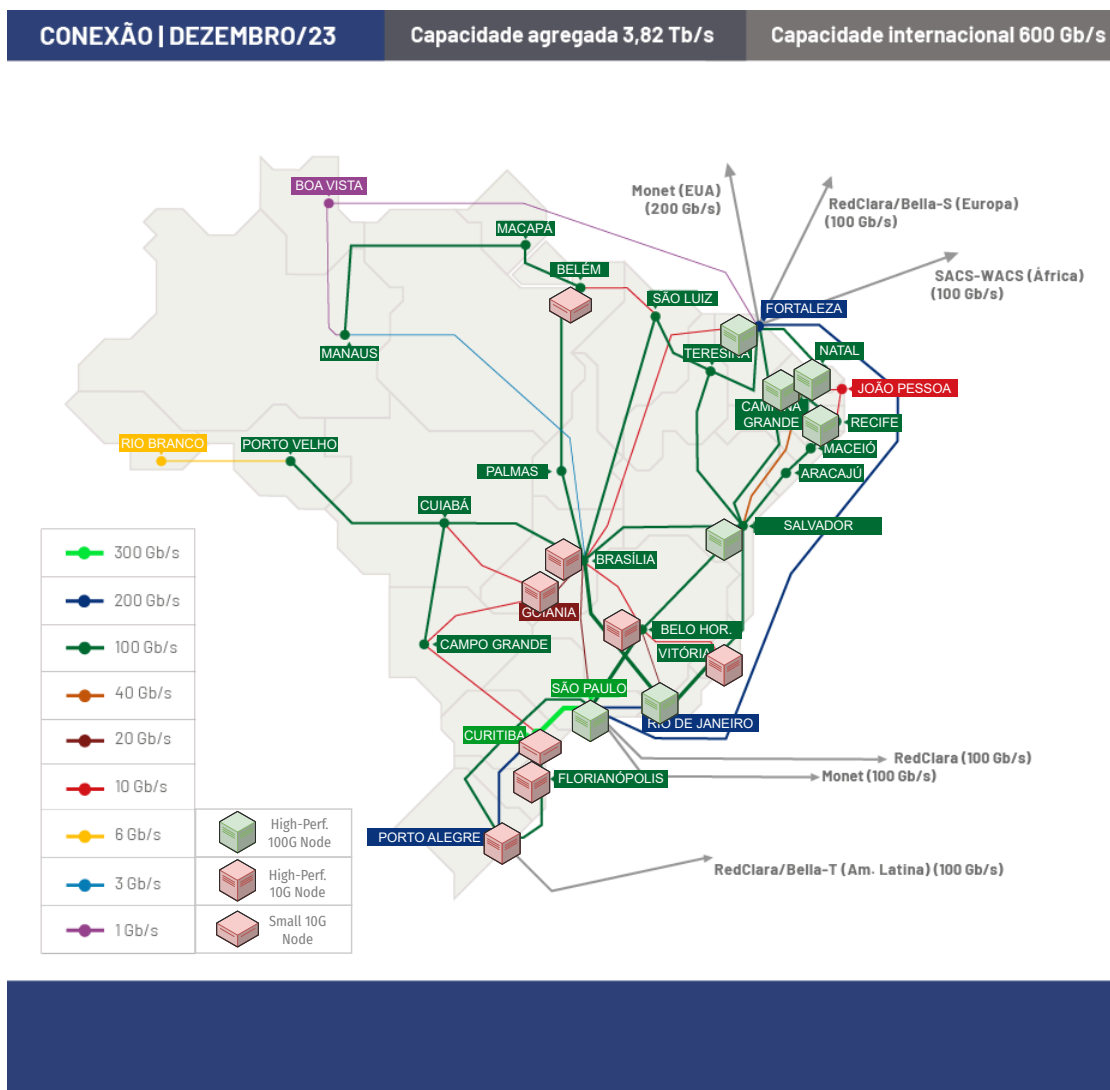 CONEXÃO | DEZEMBRO/23
Capacidade agregada 3,82 Tb/s
Capacidade internacional 600 Gb/s
Monet (EUA)
(200 Gb/s)
RedClara/Bella-S (Europa)
(100 Gb/s)
SACS-WACS (África)
(100 Gb/s)
BOA VISTA
MACAPÁ
BELÉM
SÃO LUIZ
FORTALEZA
MANAUS
TERESINA
NATAL
JOÃO PESSOA
CAMPINA
GRANDE
RECIFE
MACEIÓ
ARACAJÚ
RIO BRANCO
PORTO VELHO
PALMAS
CUIABÁ
SALVADOR
BRASÍLIA
GOIANIA
CAMPO GRANDE
BELO HOR.
VITÓRIA
SÃO PAULO
RIO DE JANEIRO
CURITIBA
FLORIANÓPOLIS
PORTO ALEGRE
RedClara (100 Gb/s)
Monet (100 Gb/s)
RedClara/Bella-T (Am. Latina) (100 Gb/s)
300 Gb/s
200 Gb/s
100 Gb/s
40 Gb/s
20 Gb/s
10 Gb/s
6 Gb/s
3 Gb/s
1 Gb/s
High-Perf.
100G Node
High-Perf.
10G Node
Small 10G
Node